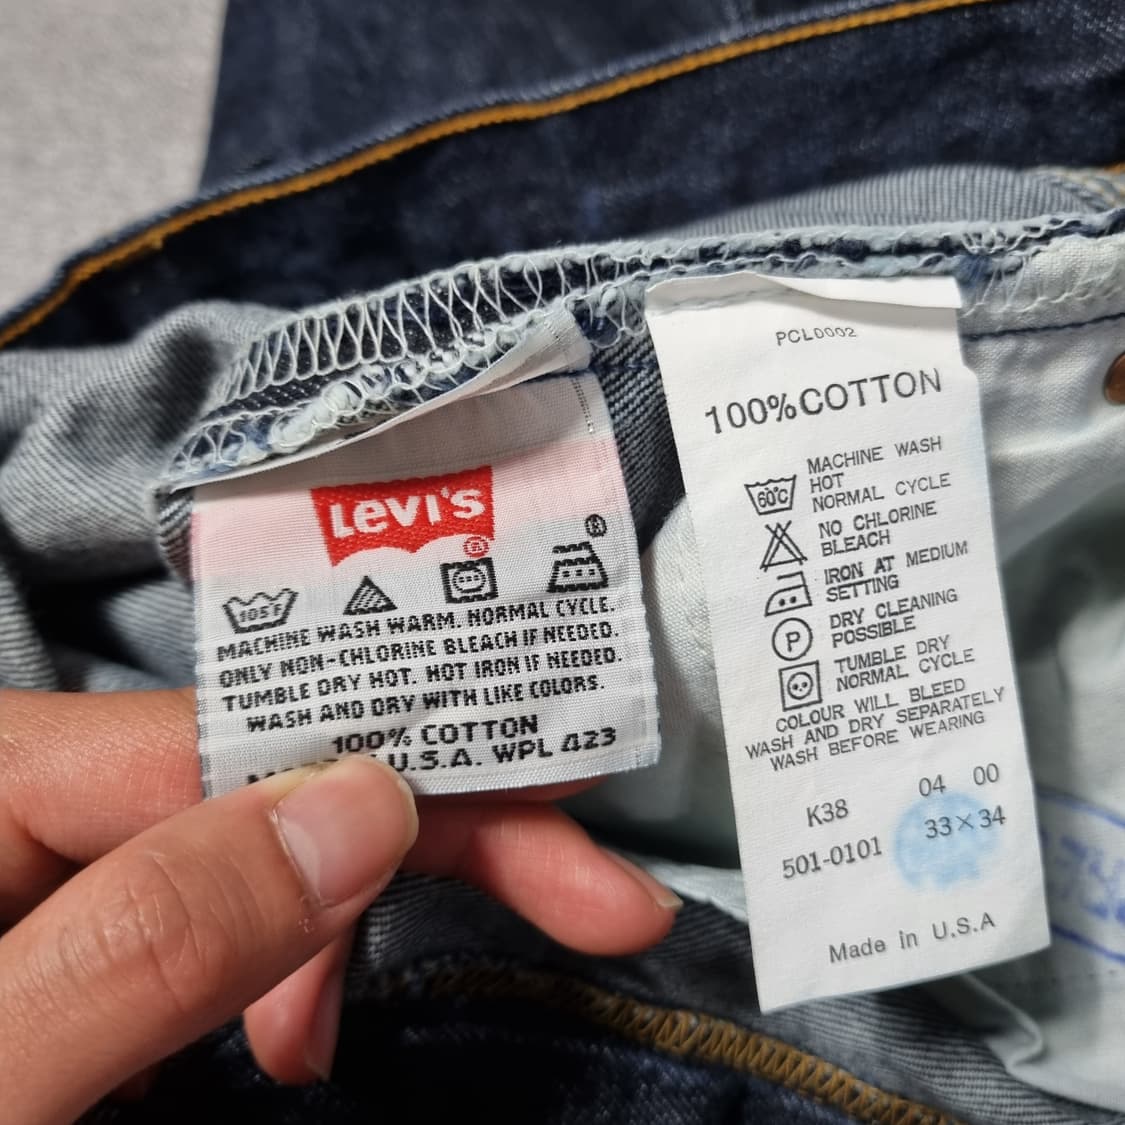 LEVI'S
®
®
105°F
MACHINE WASH WARM. NORMAL CYCLE.
ONLY NON-CHLORINE BLEACH IF NEEDED.
TUMBLE DRY HOT. HOT IRON IF NEEDED.
WASH AND DRY WITH LIKE COLORS.
100% COTTON
U.S.A. WPL 423
PCL0002
100%COTTON
60°C
MACHINE WASH
HOT
NORMAL CYCLE
NO CHLORINE
BLEACH
IRON AT MEDIUM
SETTING
P
DRY CLEANING
POSSIBLE
TUMBLE DRY
NORMAL CYCLE
COLOUR WILL BLEED
WASH AND DRY SEPARATELY
WASH BEFORE WEARING
K38 04 00
501-0101 33×34
Made in U.S.A